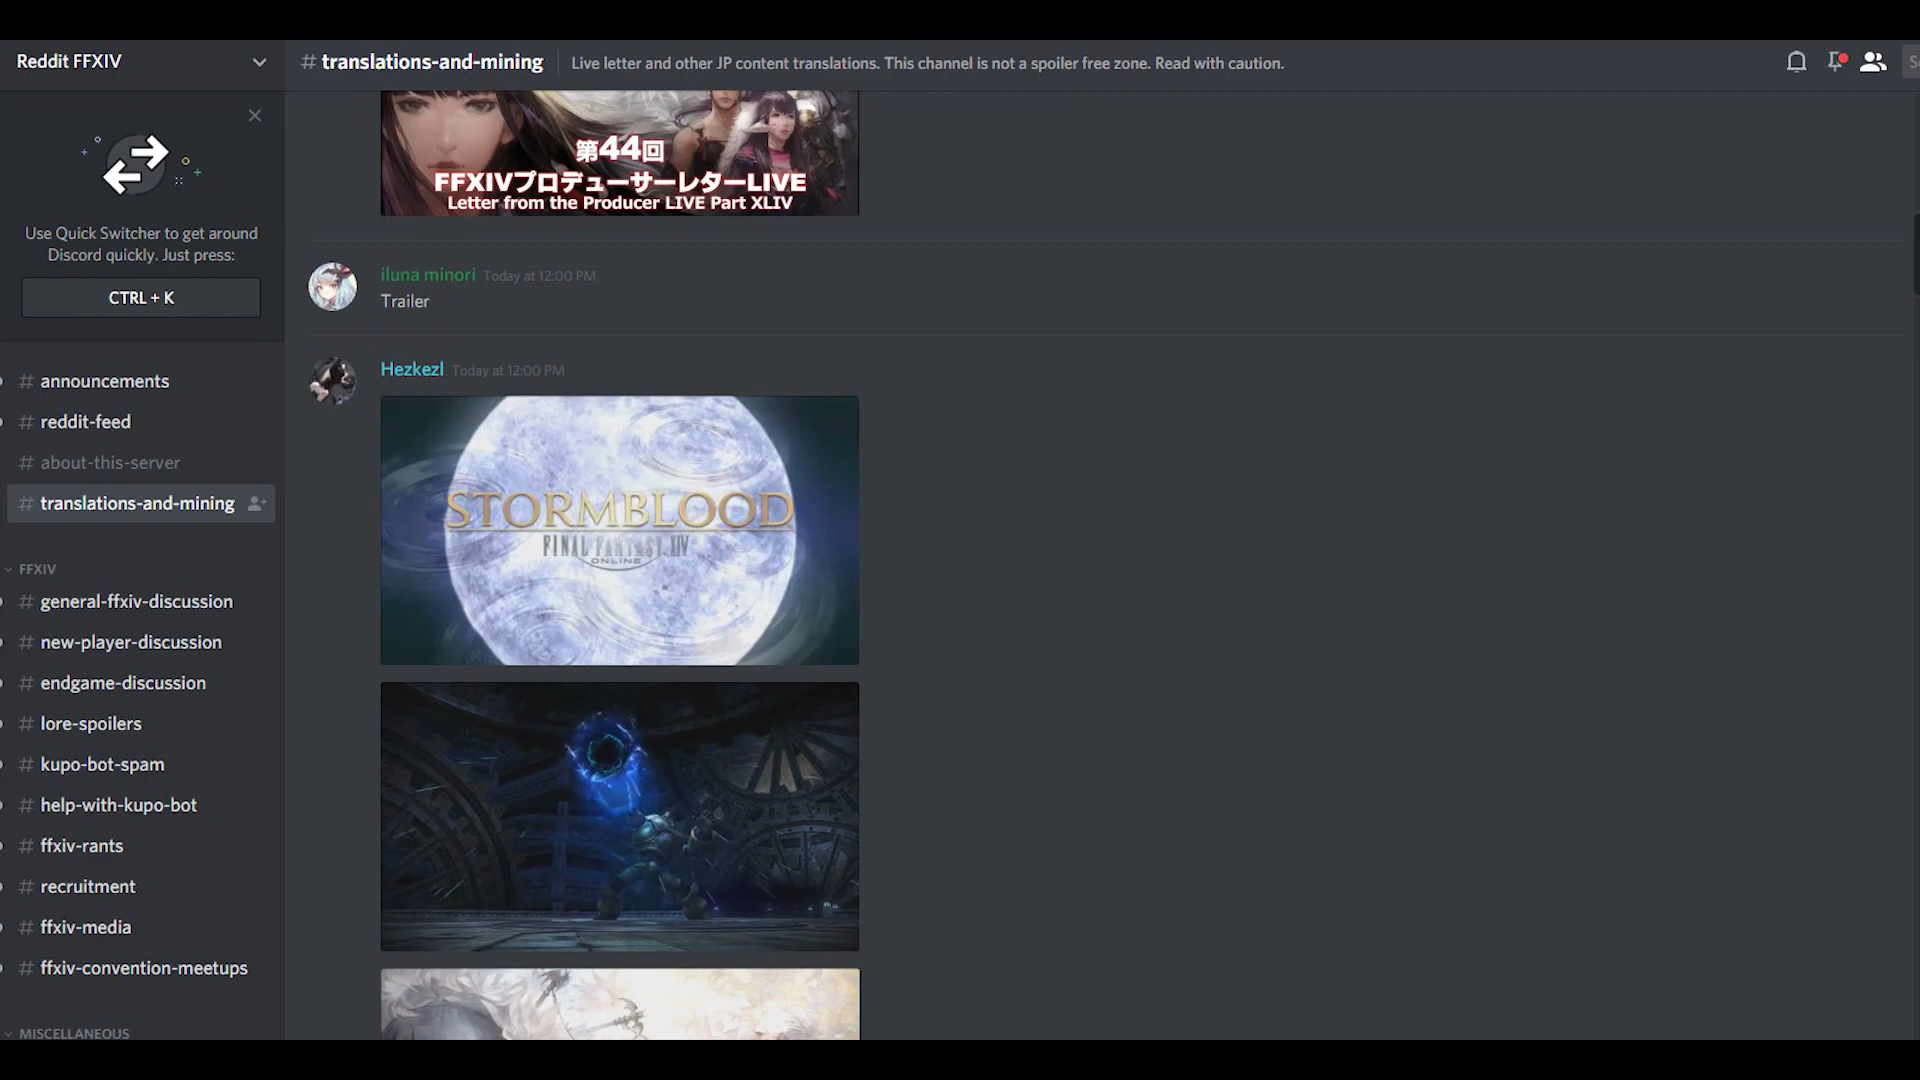 Reddit FFXIV
# translations-and-mining
Live letter and other JP content translations. This channel is not a spoiler free zone. Read with caution.
Use Quick Switcher to get around
Discord quickly. Just press:
CTRL + K
# announcements
# reddit-feed
# about-this-server
# translations-and-mining
FFXIV
# general-ffxiv-discussion
# new-player-discussion
# endgame-discussion
# lore-spoilers
# kupo-bot-spam
# help-with-kupo-bot
# ffxiv-rants
# recruitment
# ffxiv-media
# ffxiv-convention-meetups
MISCELLANEOUS
第44回
FFXIVプロデューサーレターLIVE
Letter from the Producer LIVE Part XLIV
iluna minori Today at 12:00 PM
Trailer
Hezkezl Today at 12:00 PM
STORMBLOOD
FINAL FANTASY XIV
ONLINE